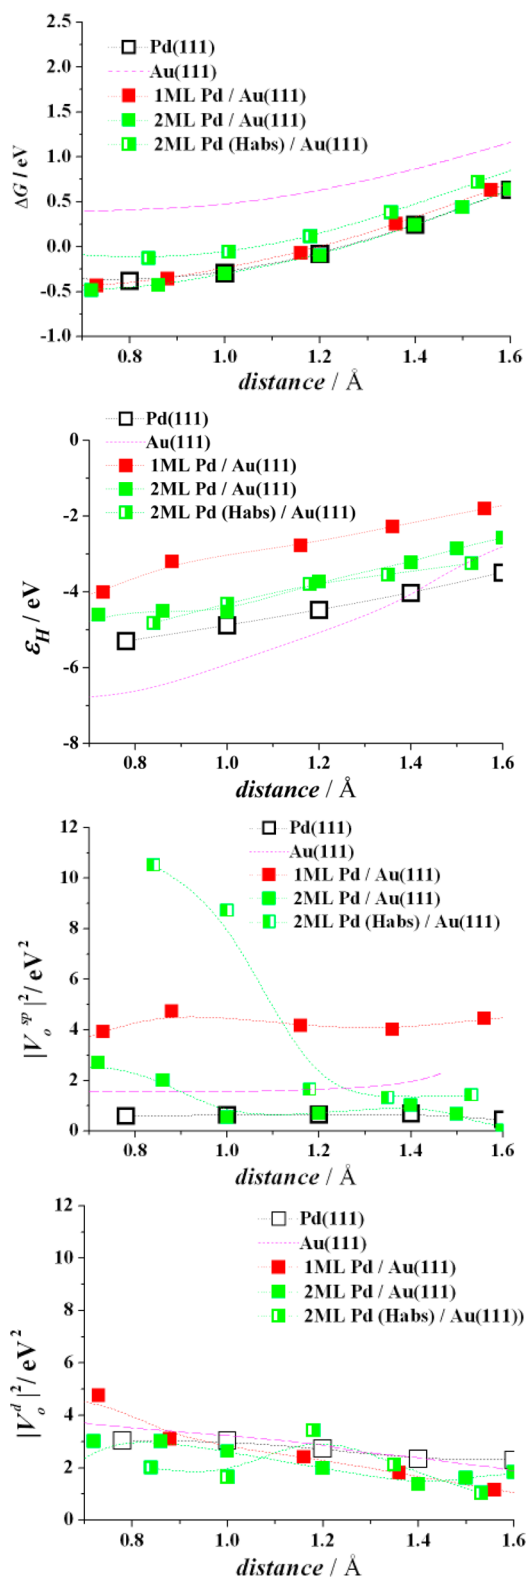 2.5
2.0
1.5
1.0
0.5
0.0
-0.5
-1.0
ΔG / eV
Pd(111)
Au(111)
1ML Pd / Au(111)
2ML Pd / Au(111)
2ML Pd (Habs) / Au(111)
0.8 1.0 1.2 1.4 1.6
distance / Å
0
-2
-4
-6
-8
ε_H / eV
Pd(111)
Au(111)
1ML Pd / Au(111)
2ML Pd / Au(111)
2ML Pd (Habs) / Au(111)
0.8 1.0 1.2 1.4 1.6
distance / Å
12
10
8
6
4
2
0
|V_o^sp|²/ eV²
Pd(111)
Au(111)
1ML Pd / Au(111)
2ML Pd / Au(111)
2ML Pd (Habs) / Au(111)
0.8 1.0 1.2 1.4 1.6
distance / Å
12
10
8
6
4
2
0
|V_o^d|²/ eV²
Pd(111)
Au(111)
1ML Pd / Au(111)
2ML Pd / Au(111)
2ML Pd (Habs) / Au(111))
0.8 1.0 1.2 1.4 1.6
distance / Å